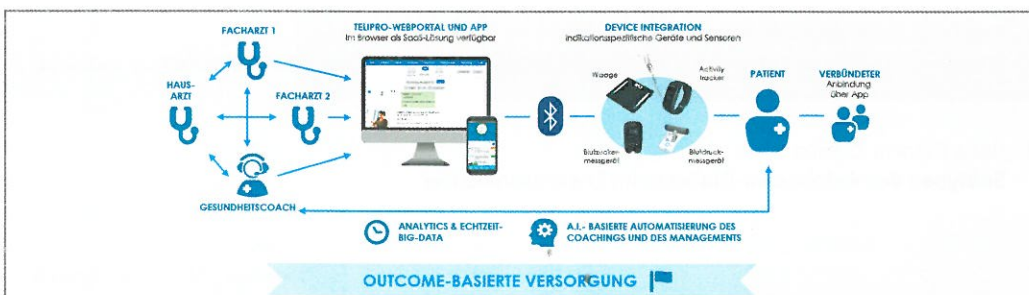 FACHARZT 1
TELIPRO-WEBPORTAL UND APP
Im Browser als SaaS-Lösung verfügbar
DEVICE INTEGRATION
Indikationsspezifische Geräte und Sensoren
HAUS-
ARZT
FACHARZT 2
GESUNDHEITSCOACH
Waage
Activity
tracker
Blutzucker-
messgerät
Blutdruck-
messgerät
PATIENT
VERBÜNDETER
Anbindung
über App
ANALYTICS & ECHTZEIT-
BIG-DATA
A.I.- BASIERTE AUTOMATISIERUNG DES
COACHINGS UND DES MANAGEMENTS
OUTCOME-BASIERTE VERSORGUNG